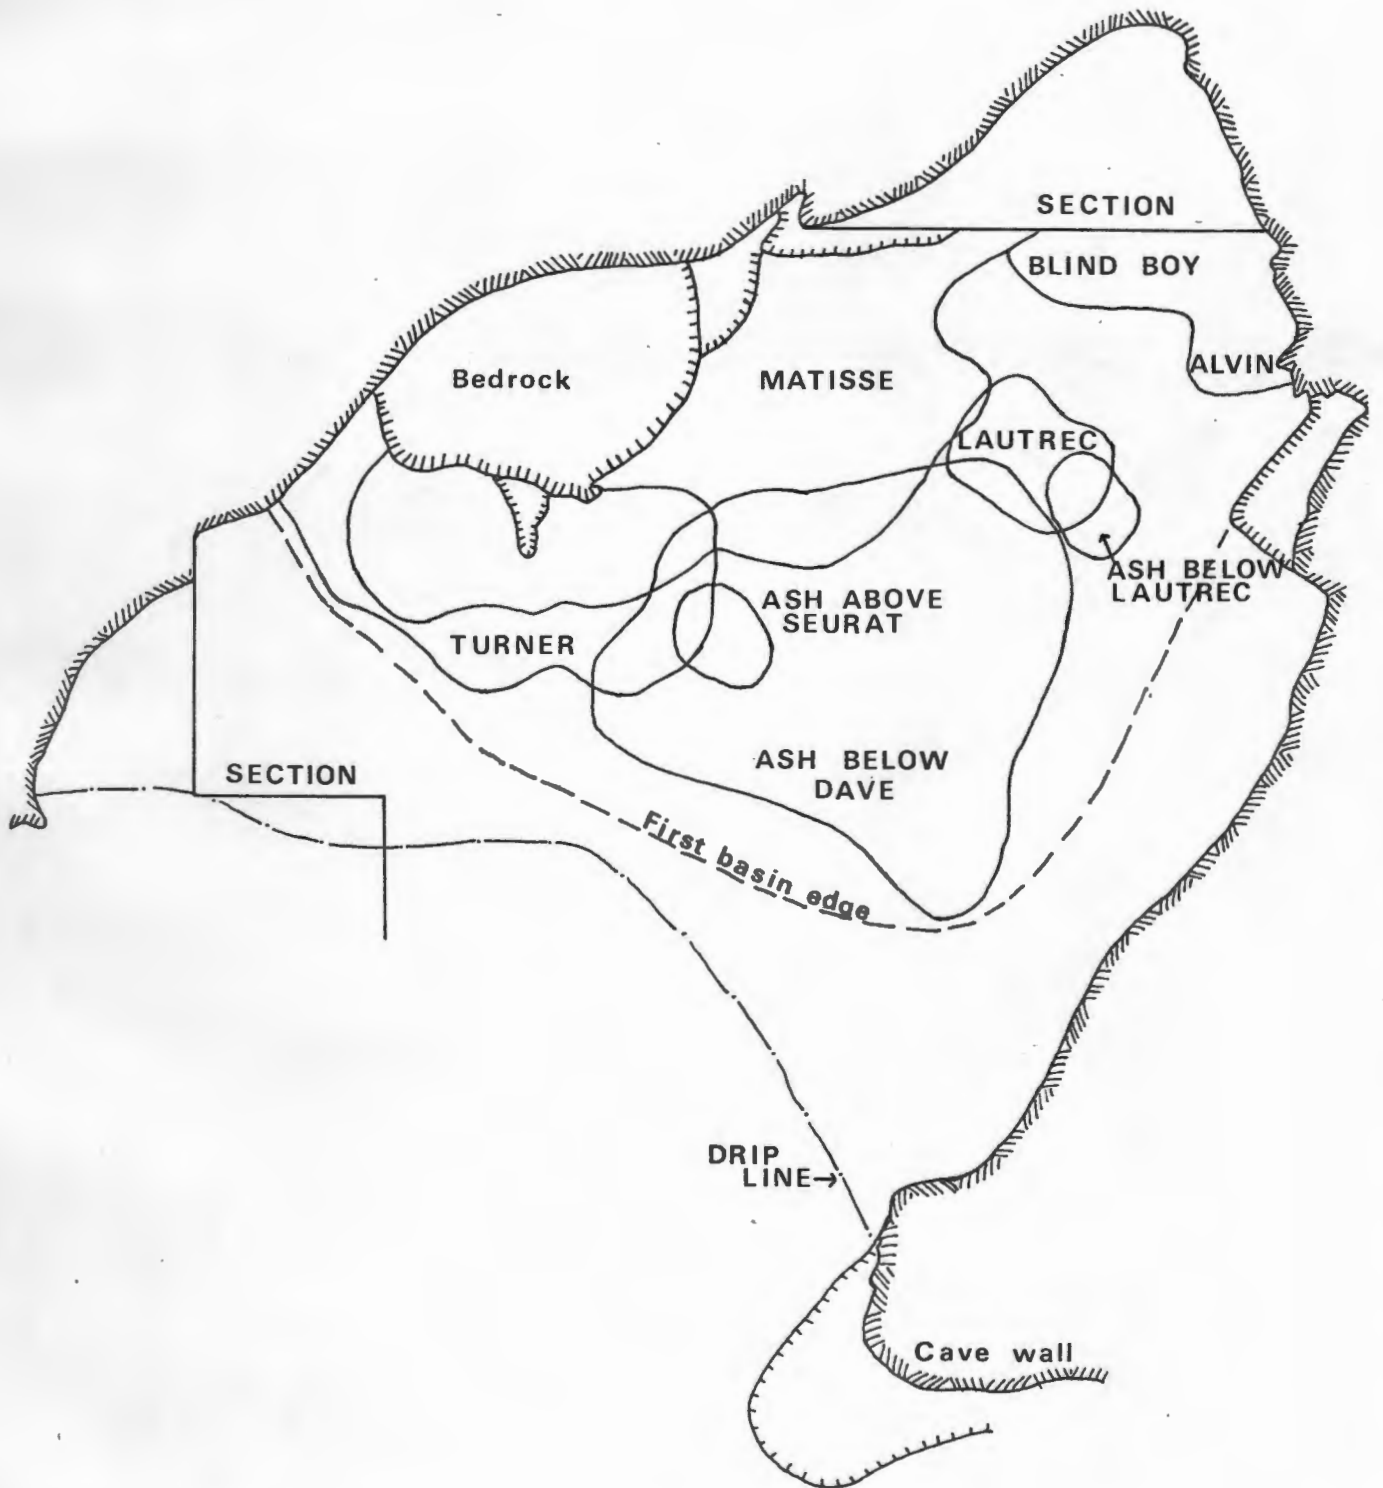 SECTION
BLIND BOY
ALVIN
Bedrock
MATISSE
LAUTREC
ASH BELOW
LAUTREC
ASH ABOVE
SEURAT
TURNER
ASH BELOW
DAVE
SECTION
First basin edge
DRIP
LINE→
Cave wall